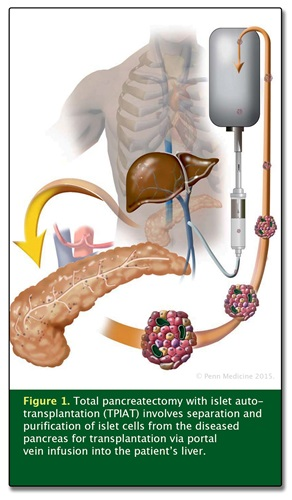 © Penn Medicine 2015.
Figure 1. Total pancreatectomy with islet auto-
transplantation (TPIAT) involves separation and
purification of islet cells from the diseased
pancreas for transplantation via portal
vein infusion into the patient's liver.